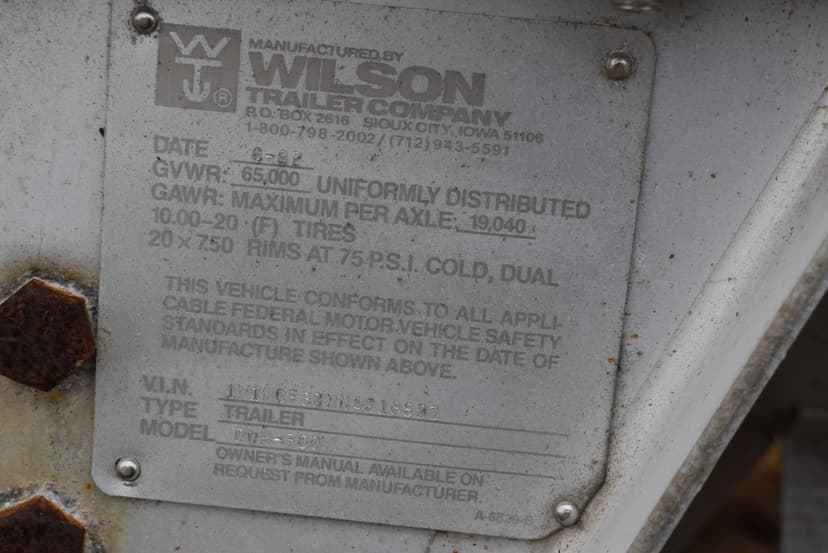 WT®
MANUFACTURED BY
WILSON
TRAILER COMPANY
P.O. BOX 2616 SIOUX CITY, IOWA 51106
1-800-798-2002/(712) 943-5591
DATE 6-92
GVWR: 65,000 UNIFORMLY DISTRIBUTED
GAWR: MAXIMUM PER AXLE: 19,040
10.00-20 (F) TIRES
20 x 7.50 RIMS AT 75 P.S.I. COLD, DUAL
THIS VEHICLE CONFORMS TO ALL APPLI-
CABLE FEDERAL MOTOR VEHICLE SAFETY
STANDARDS IN EFFECT ON THE DATE OF
MANUFACTURE SHOWN ABOVE.
V.I.N.
TYPE TRAILER
MODEL
OWNER'S MANUAL AVAILABLE ON
REQUEST FROM MANUFACTURER.